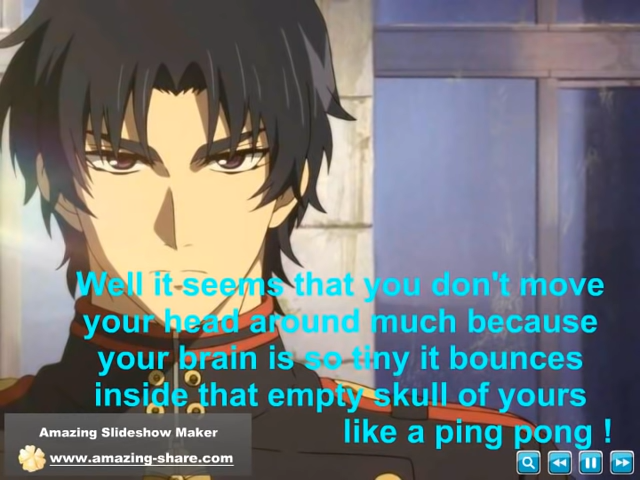 Well it seems that you don't move
your head around much because
your brain is so tiny it bounces
inside that empty skull of yours
like a ping pong !
Amazing Slideshow Maker
www.amazing-share.com